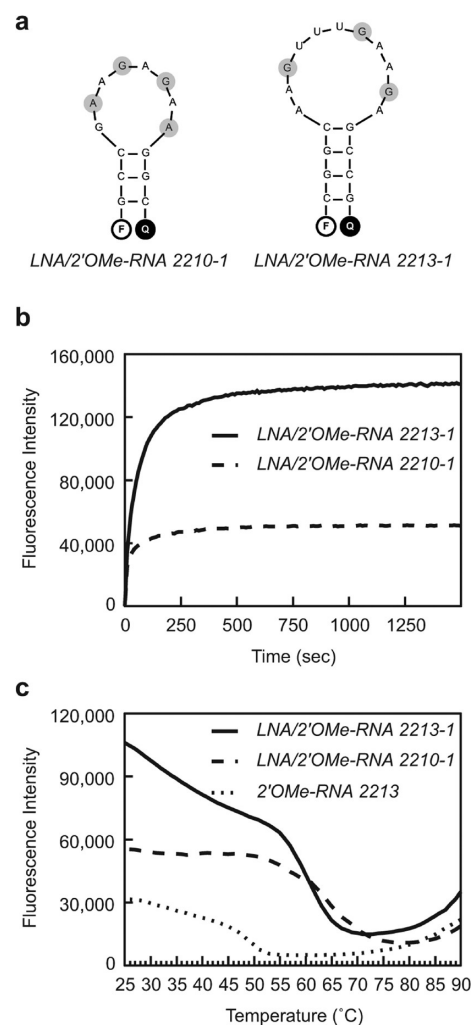 a
G A
A G
A A
G A
C G
C G
G C
F Q
LNA/2'OMe-RNA 2210-1
U U G
U A
G A
A G
A A
C G
G C
G C
C G
F Q
LNA/2'OMe-RNA 2213-1
b
160,000
120,000
80,000
40,000
0
Fluorescence Intensity
LNA/2'OMe-RNA 2213-1
LNA/2'OMe-RNA 2210-1
0 250 500 750 1000 1250
Time (sec)
c
120,000
90,000
60,000
30,000
0
Fluorescence Intensity
LNA/2'OMe-RNA 2213-1
LNA/2'OMe-RNA 2210-1
2'OMe-RNA 2213
25 30 35 40 45 50 55 60 65 70 75 80 85 90
Temperature (˚C)